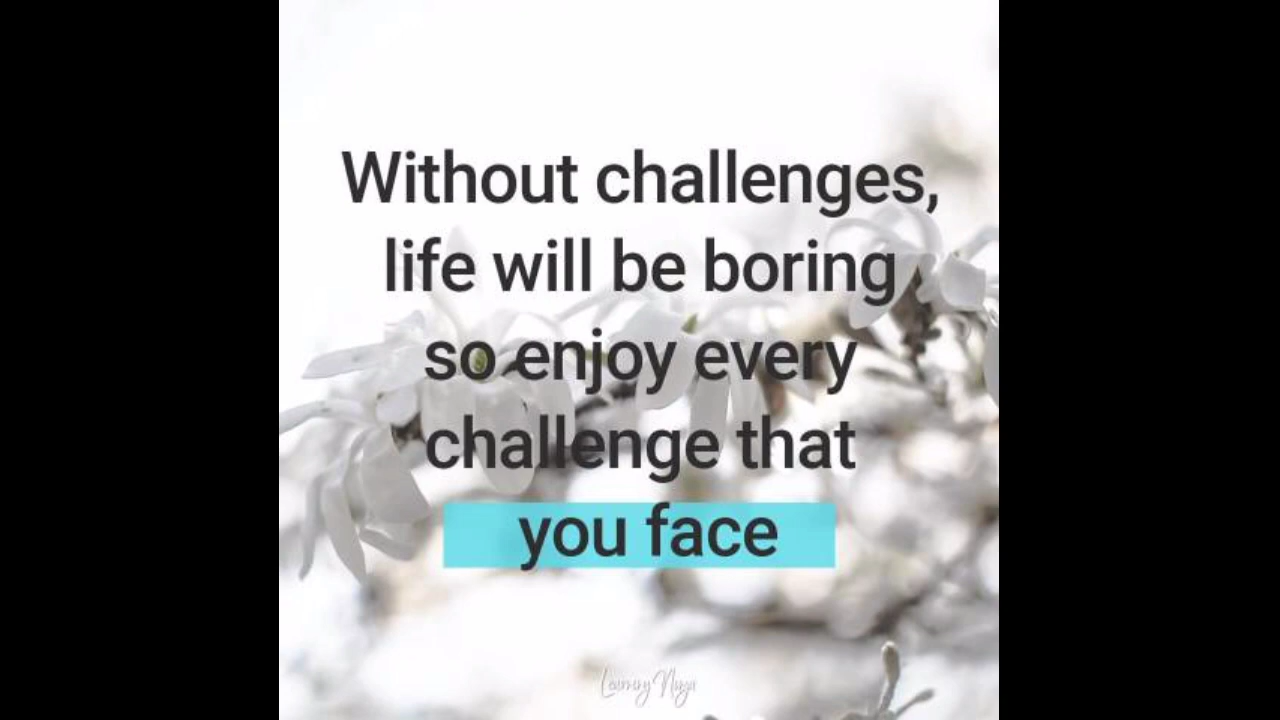 Without challenges,
life will be boring
so enjoy every
challenge that
you face